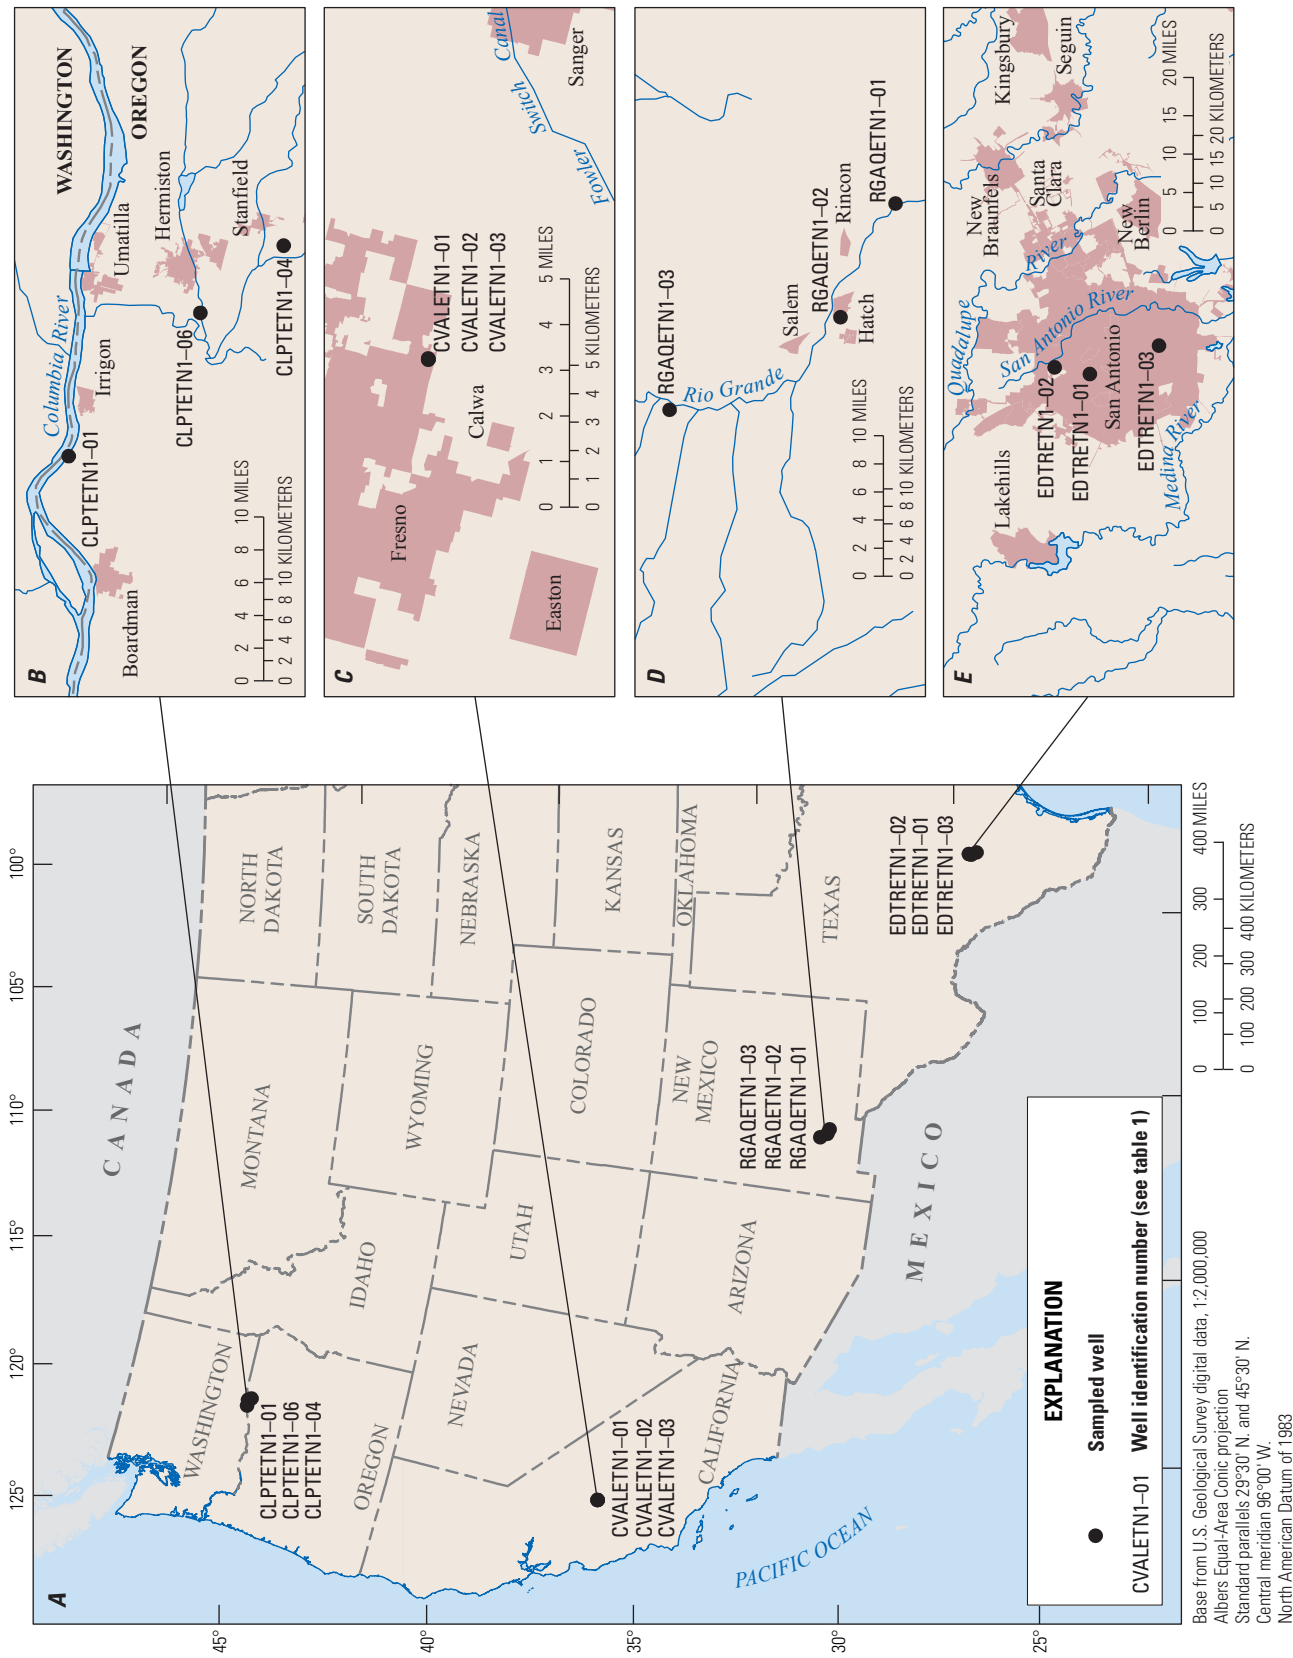 A
125°
120°
115°
110°
105°
100°
45°
40°
35°
30°
25°
CANADA
WASHINGTON
MONTANA
NORTH
DAKOTA
CLPTETN1–01
CLPTETN1–06
CLPTETN1–04
OREGON
IDAHO
WYOMING
SOUTH
DAKOTA
NEBRASKA
NEVADA
UTAH
COLORADO
KANSAS
CVALETN1–01
CVALETN1–02
CVALETN1–03
CALIFORNIA
ARIZONA
NEW
MEXICO
OKLAHOMA
RGAQETN1–03
RGAQETN1–02
RGAQETN1–01
TEXAS
EDTRETN1–02
EDTRETN1–01
EDTRETN1–03
PACIFIC OCEAN
MEXICO
EXPLANATION
Sampled well
CVALETN1–01 Well identification number (see table 1)
0 100 200 300 400 MILES
0 100 200 300 400 KILOMETERS
Base from U.S. Geological Survey digital data, 1:2,000,000
Albers Equal-Area Conic projection
Standard parallels 29°30' N. and 45°30' N.
Central meridian 96°00' W.
North American Datum of 1983
B
WASHINGTON
OREGON
Columbia River
CLPTETN1–01
Boardman
Irrigon
Umatilla
Hermiston
Stanfield
CLPTETN1–06
CLPTETN1–04
0 2 4 6 8 10 MILES
0 2 4 6 8 10 KILOMETERS
C
Fresno
CVALETN1–01
CVALETN1–02
CVALETN1–03
Calwa
Easton
Fowler Switch Canal
Sanger
0 1 2 3 4 5 MILES
0 1 2 3 4 5 KILOMETERS
D
RGAQETN1–03
Rio Grande
Salem
RGAQETN1–02
Rincon
Hatch
RGAQETN1–01
0 2 4 6 8 10 MILES
0 2 4 6 8 10 KILOMETERS
E
Quadalupe River
New
Braunfels
Kingsbury
Lakehills
San Antonio River
Santa
Clara
Seguin
EDTRETN1–02
EDTRETN1–01
San Antonio
New
Berlin
EDTRETN1–03
Medina River
0 5 10 15 20 MILES
0 5 10 15 20 KILOMETERS